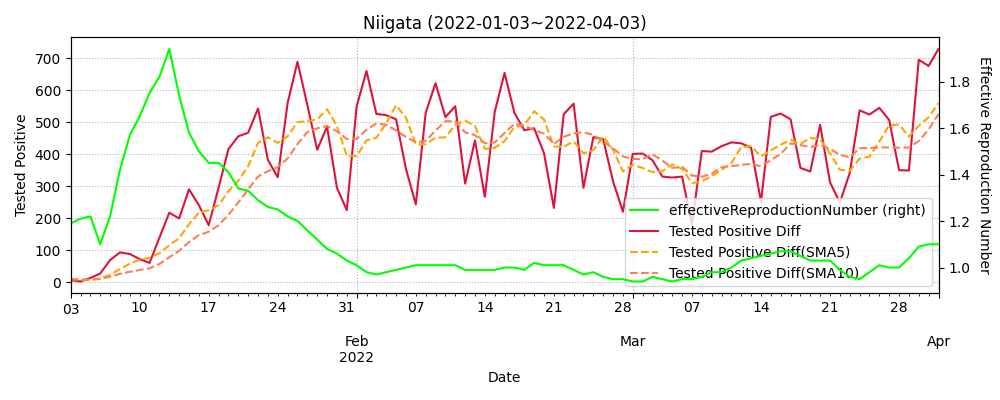 Niigata (2022-01-03~2022-04-03)
Tested Positive
700
600
500
400
300
200
100
0
1.8
1.6
1.4
1.2
1.0
Effective Reproduction Number
effectiveReproductionNumber (right)
Tested Positive Diff
Tested Positive Diff(SMA5)
Tested Positive Diff(SMA10)
03 10 17 24 31 07 14 21 28 07 14 21 28
Feb Mar Apr
2022
Date